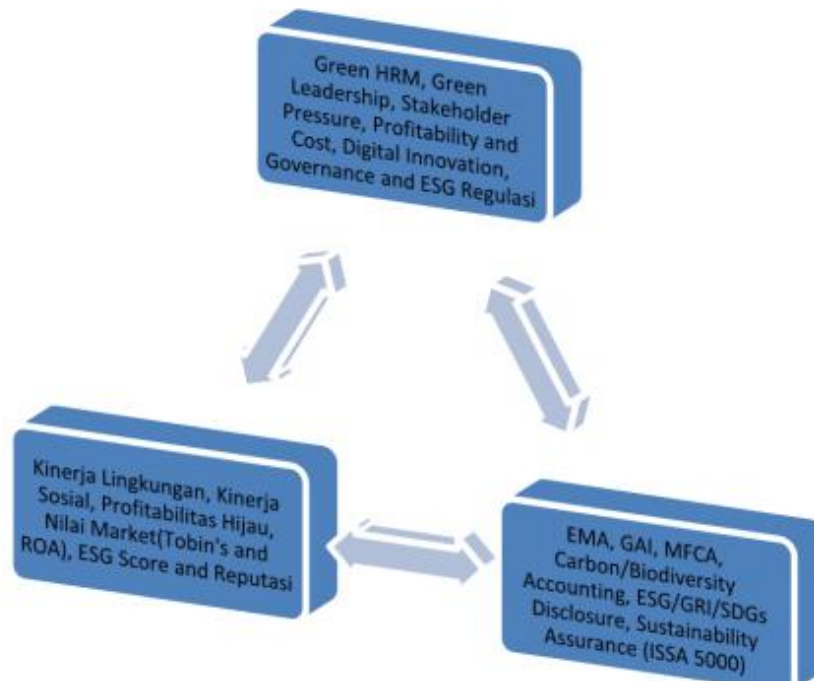 Green HRM, Green
Leadership, Stakeholder
Pressure, Profitability and
Cost, Digital Innovation,
Governance and ESG Regulasi
Kinerja Lingkungan, Kinerja
Sosial, Profitabilitas Hijau,
Nilai Market(Tobin's and
ROA), ESG Score and Reputasi
EMA, GAI, MFCA,
Carbon/Biodiversity
Accounting, ESG/GRI/SDGs
Disclosure, Sustainability
Assurance (ISSA 5000)